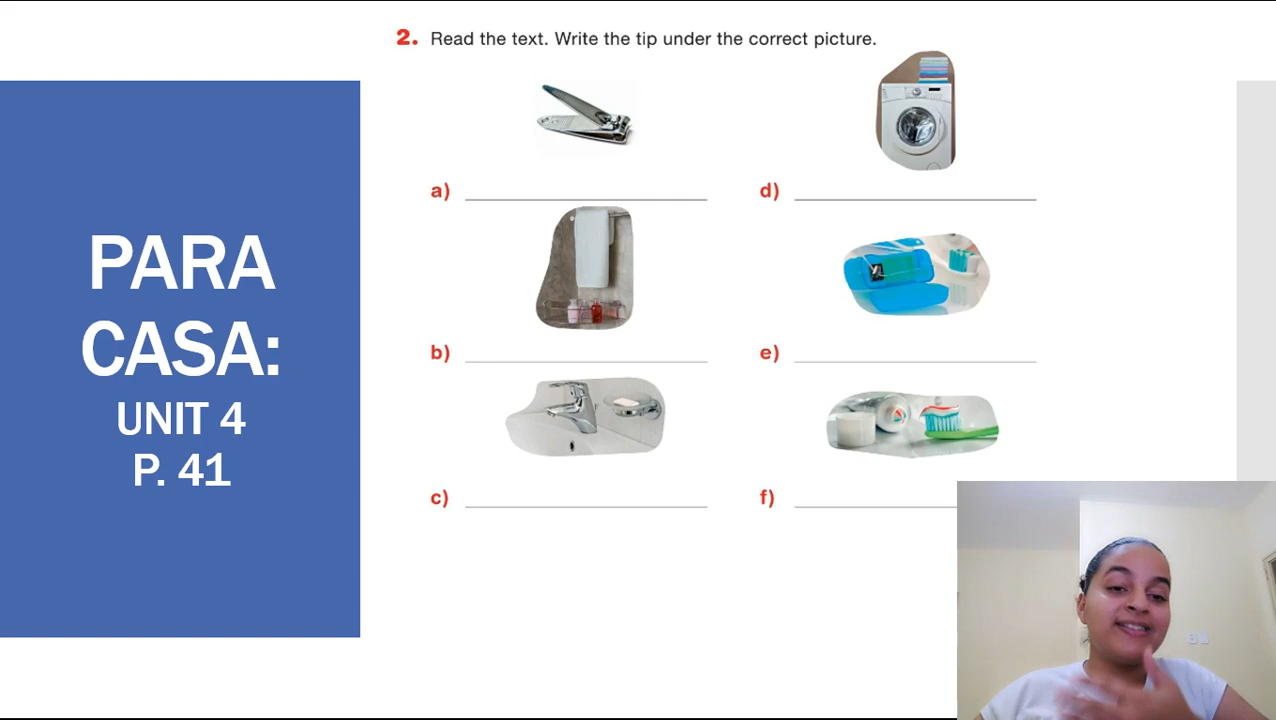 PARA
CASA:
UNIT 4
P. 41
2. Read the text. Write the tip under the correct picture.
a)
d)
b)
e)
c)
f)